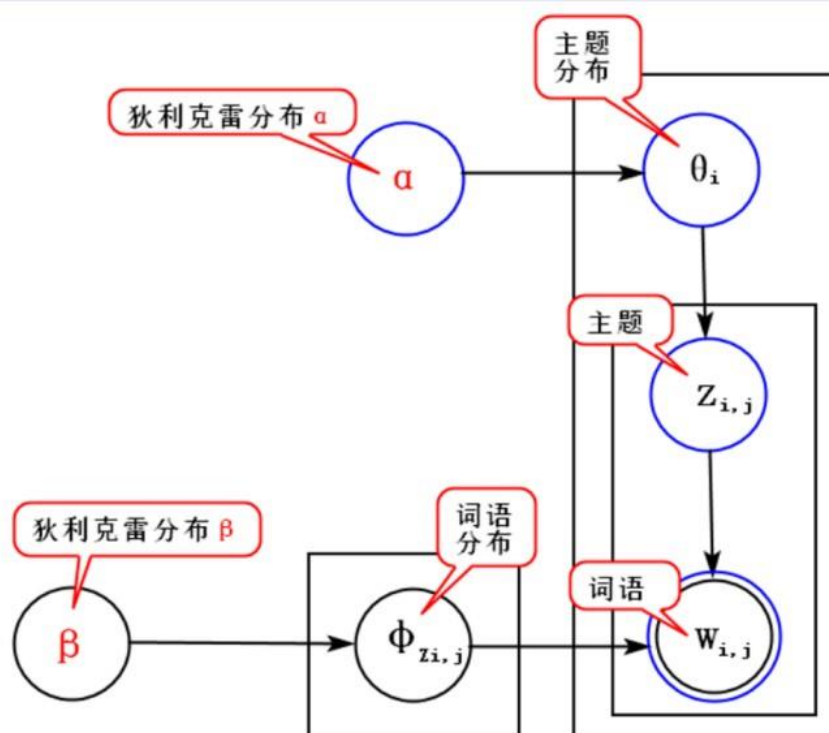 主题
分布
狄利克雷分布 α
α
θi
主题
Zi,j
狄利克雷分布 β
词语
分布
词语
β
ΦZi,j
Wi,j